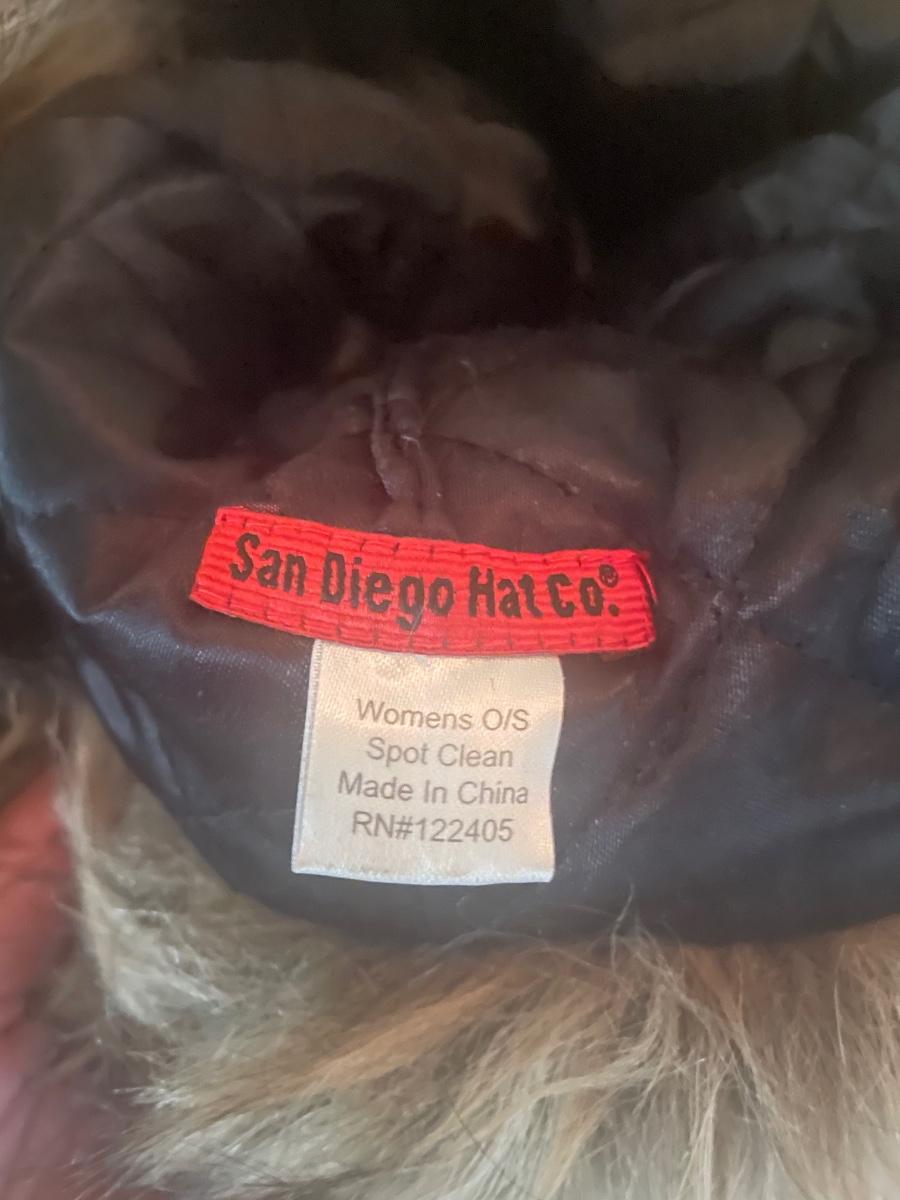 San Diego Hat Co.®
Womens O/S
Spot Clean
Made In China
RN#122405